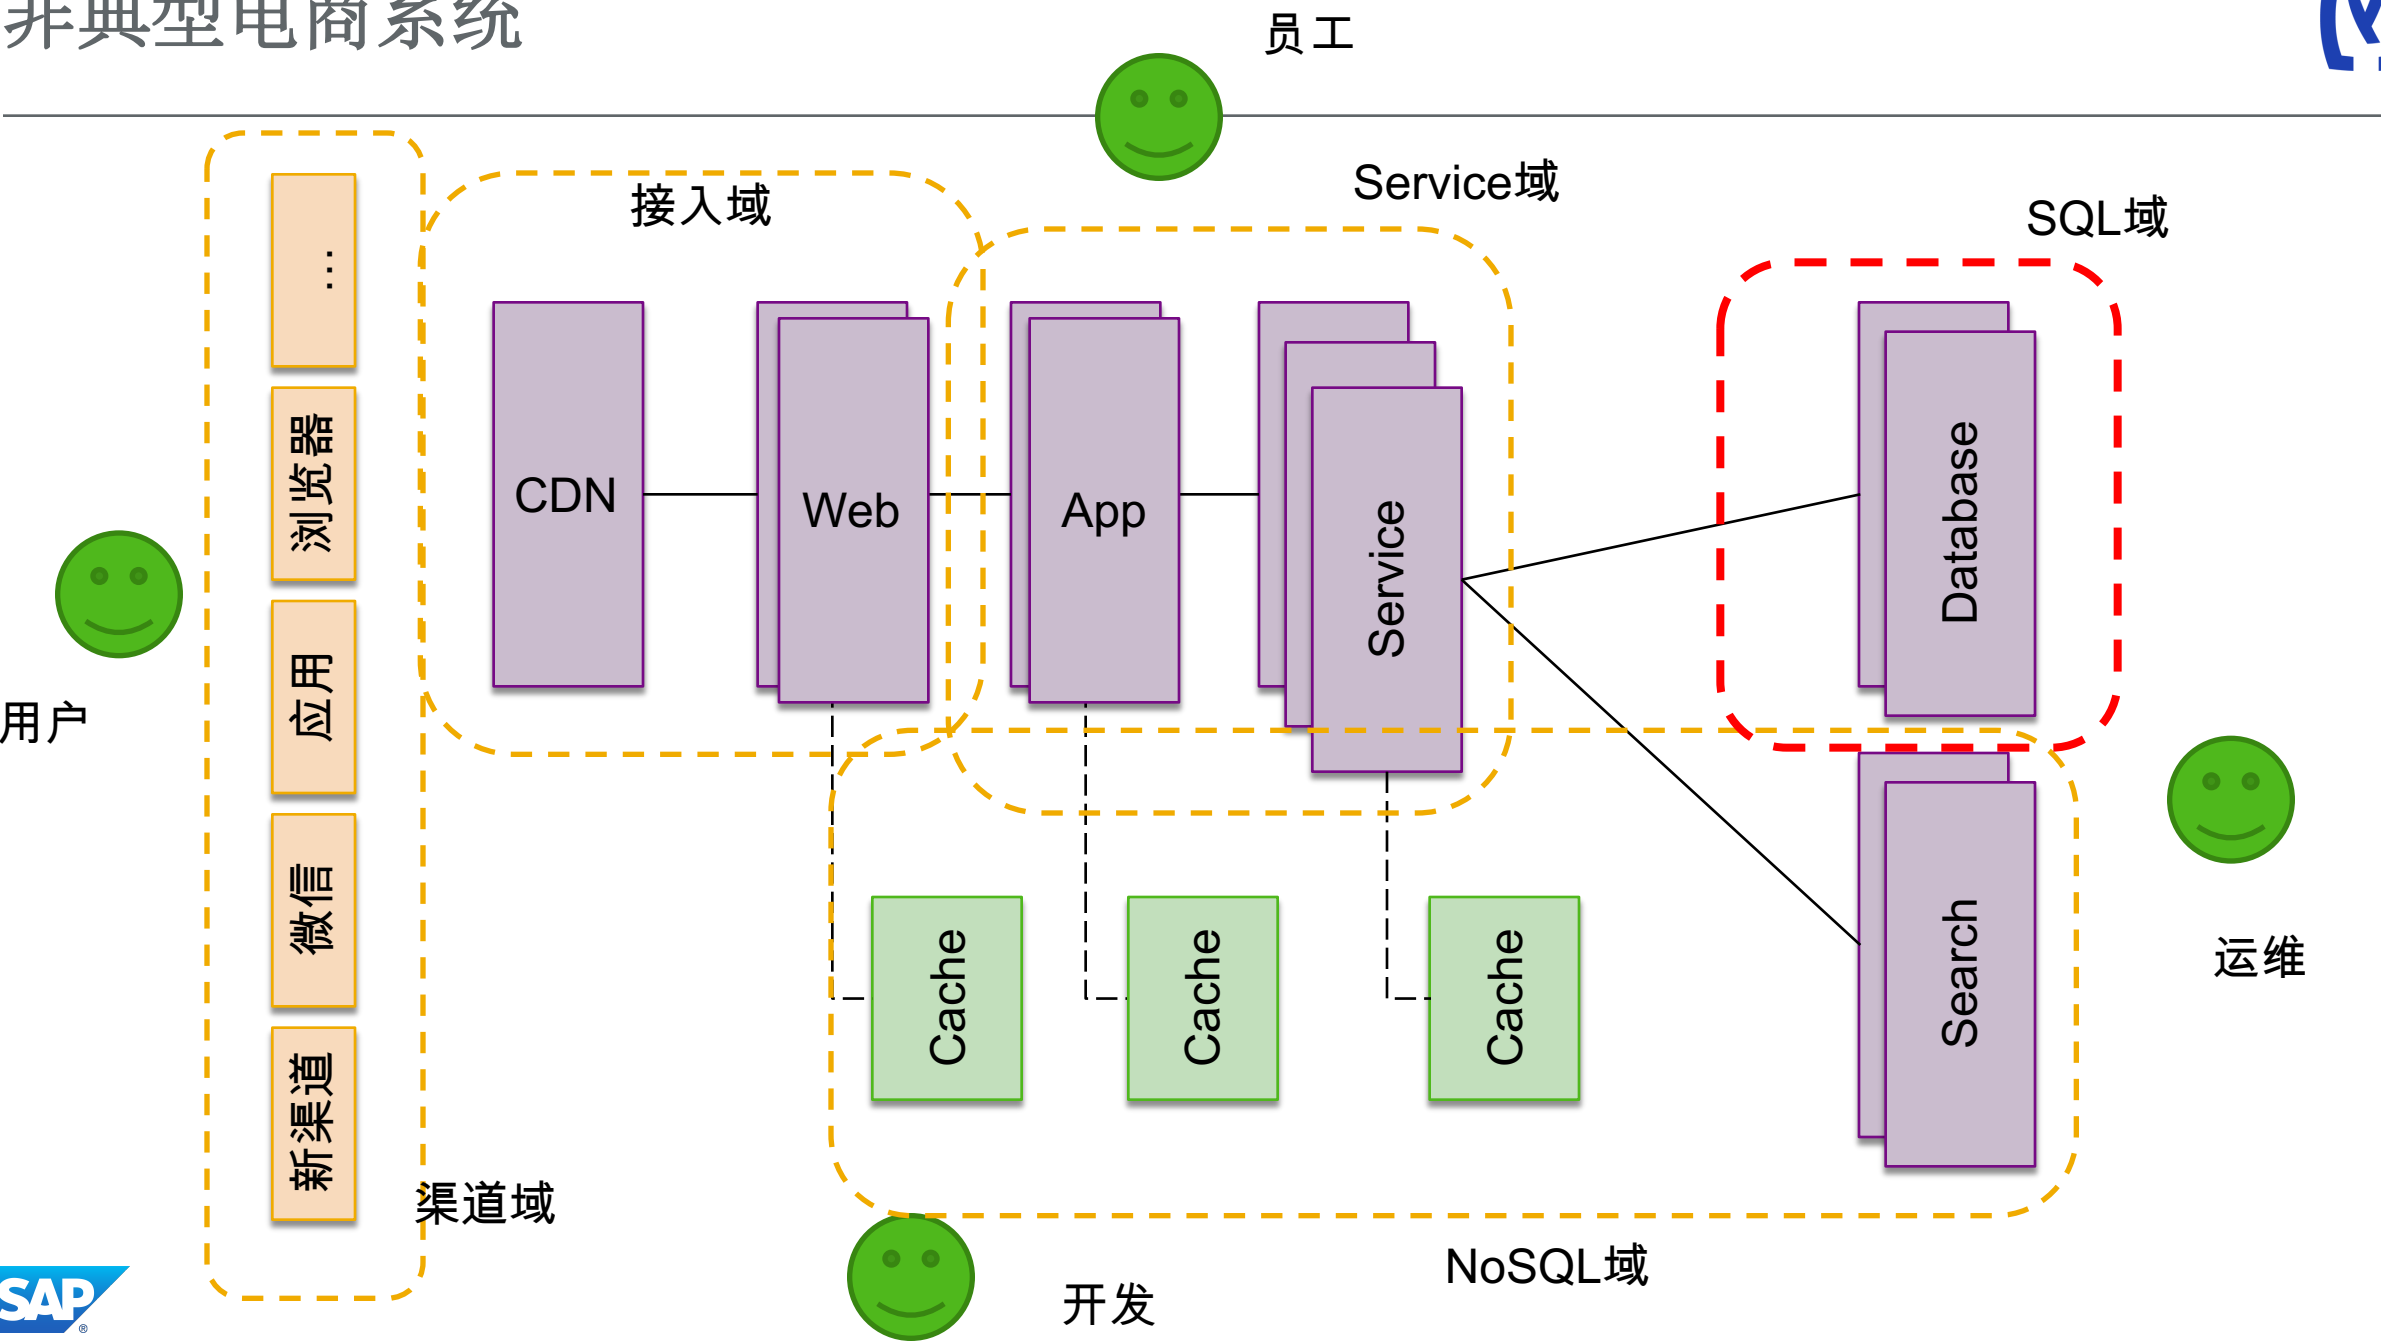 非典型电商系统
员工
接入域
Service域
SQL域
...
浏览器
应用
微信
新渠道
渠道域
用户
CDN
Web
App
Service
Database
Search
Cache
Cache
Cache
运维
NoSQL域
开发
SAP
®